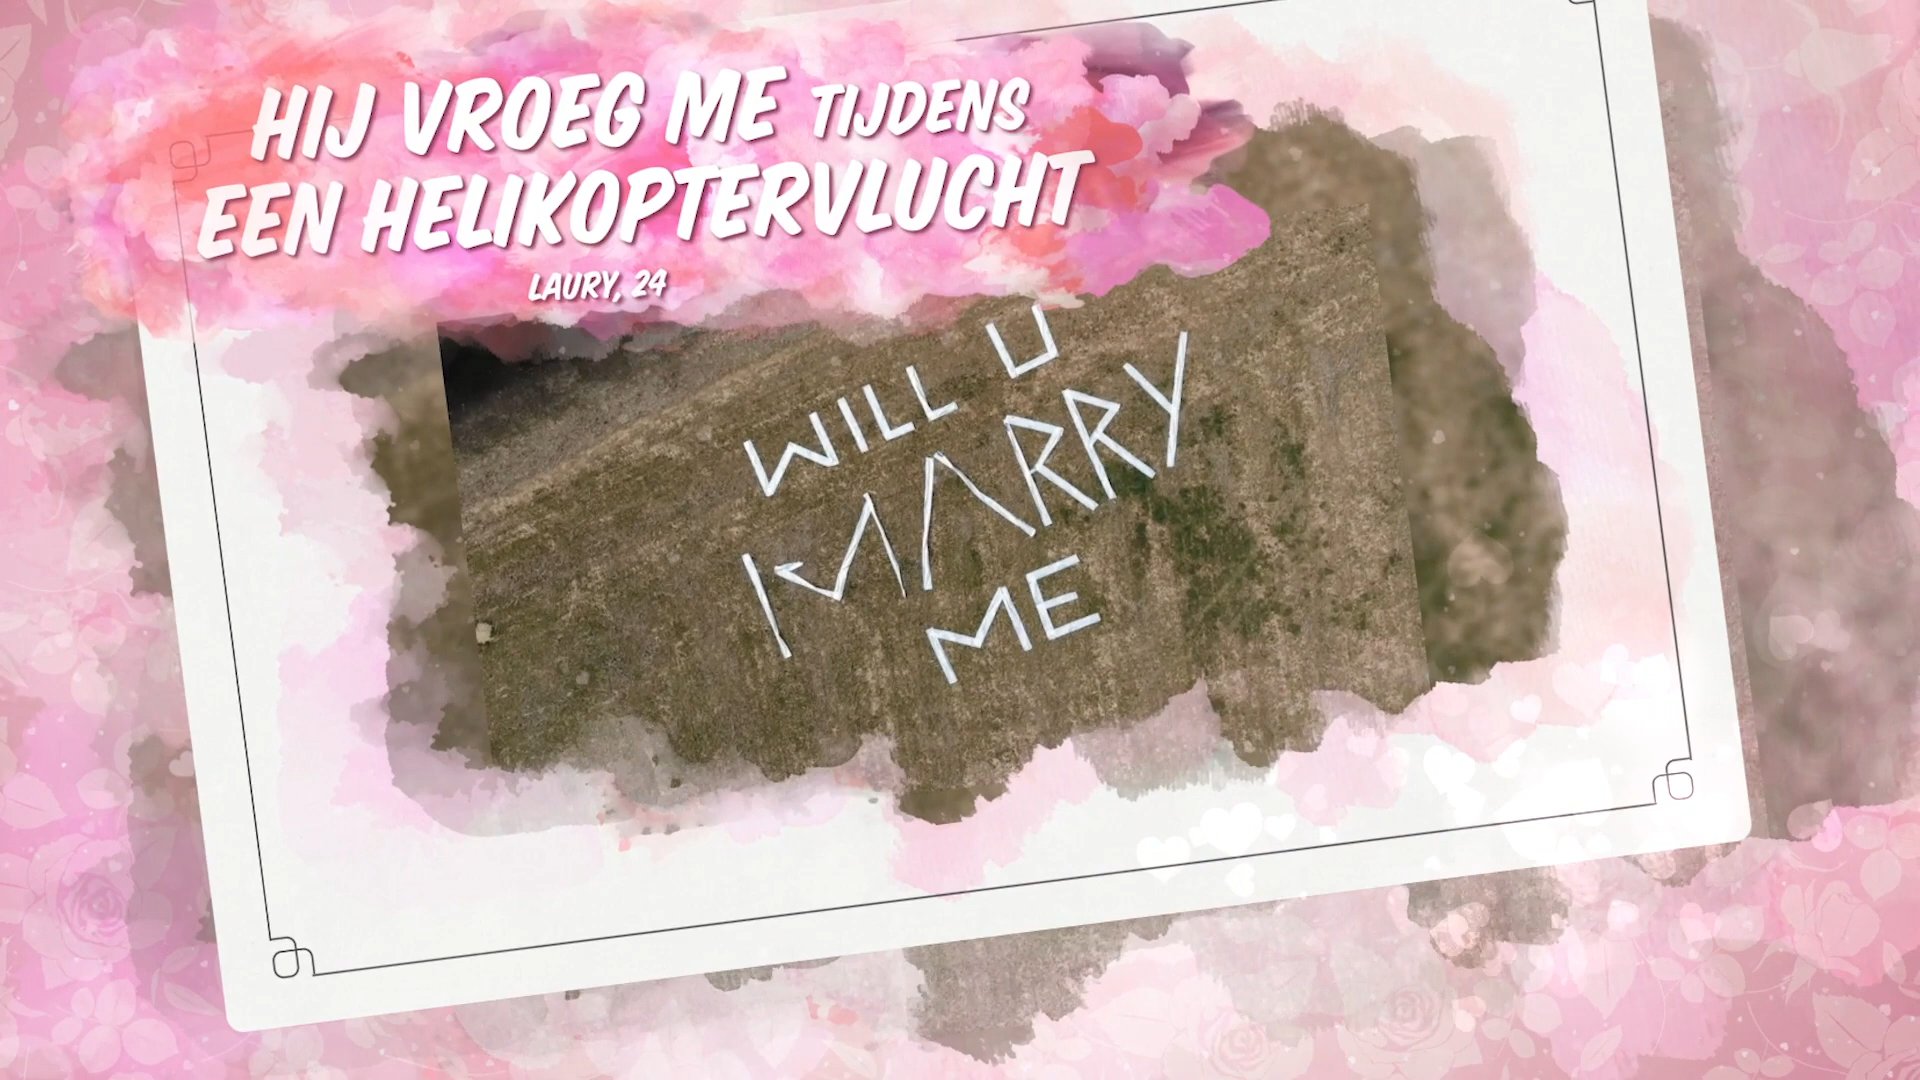 HIJ VROEG ME TIJDENS
EEN HELIKOPTERVLUCHT
LAURY, 24
WILL U
MARRY
ME